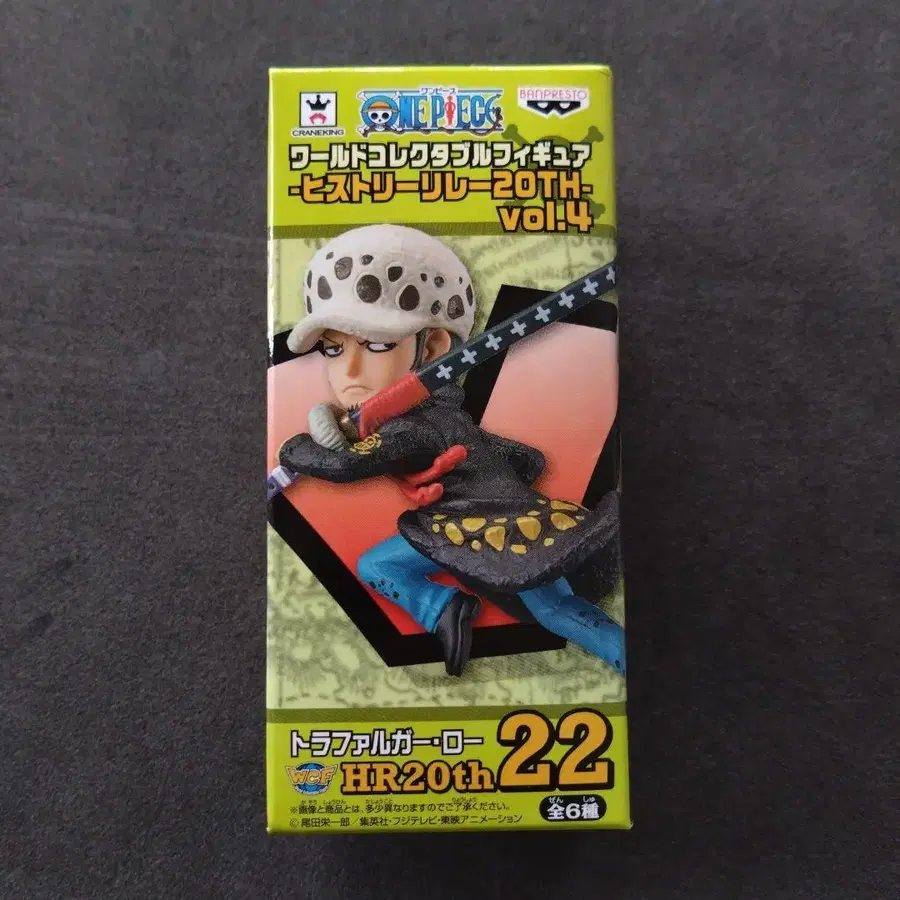 CRANEKING
ワンピース
ONE PIECE
BANPRESTO
ワールドコレクタブルフィギュア
-ヒストリーリレー20TH-
vol.4
トラファルガー・ロー
WCF HR20th 22
※画像と商品とは、多少異なりますのでご了承ください。
ぜん しゅ
全6種
© 尾田栄一郎／集英社・フジテレビ・東映アニメーション